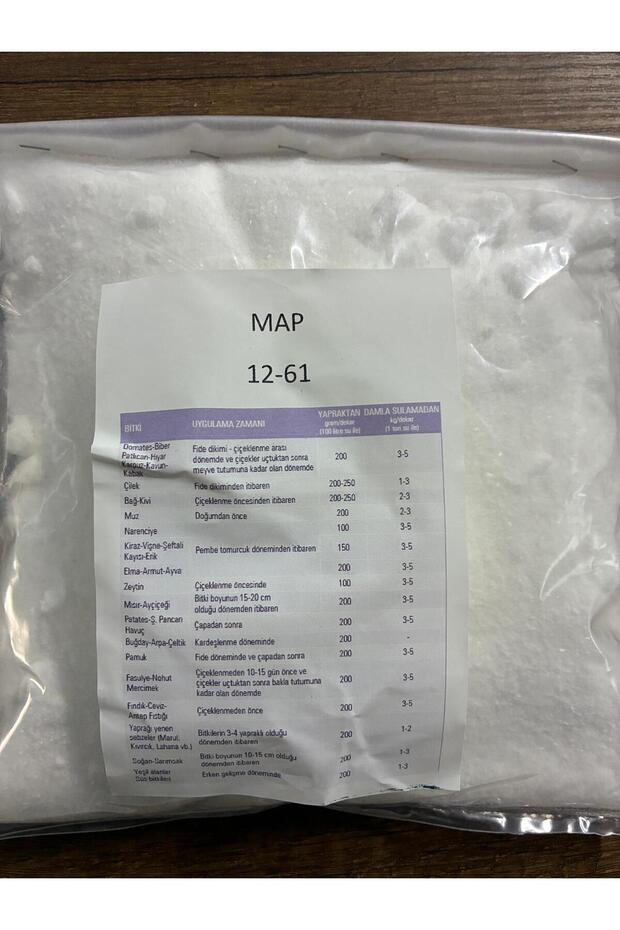 MAP
12-61
BİTKİ UYGULAMA ZAMANI YAPRAKTAN gram/dekar (100 litre su ile) DAMLA SULAMADAN kg/dekar (1 ton su ile)
Domates-Biber
Patlıcan-Hıyar
Karpuz-Kavun-
Kabak
Fide dikimi - çiçeklenme arası
dönemde ve çiçekler uçtuktan sonra
meyve tutumuna kadar olan dönemde
200 3-5
Çilek Fide dikiminden itibaren 200-250 1-3
Bağ-Kivi Çiçeklenme öncesinden itibaren 200-250 2-3
Muz Doğumdan önce 200 2-3
Narenciye 100 3-5
Kiraz-Vişne-Şeftali
Kayısı-Erik
Pembe tomurcuk döneminden itibaren 150 3-5
Elma-Armut-Ayva 200 3-5
Zeytin Çiçeklenme öncesinde 100 3-5
Mısır-Ayçiçeği
Bitki boyunun 15-20 cm
olduğu dönemden itibaren
200 3-5
Patates-Ş. Pancarı
Havuç
Çapadan sonra 200 3-5
Buğday-Arpa-Çeltik Kardeşlenme döneminde 200 -
Pamuk Fide döneminde ve çapadan sonra 200 3-5
Fasulye-Nohut
Mercimek
Çiçeklenmeden 10-15 gün önce ve
çiçekler uçtuktan sonra bakla tutumuna
kadar olan dönemde
200 3-5
Fındık-Ceviz-
Antep Fıstığı
Çiçeklenmeden önce 200 3-5
Yaprağı yenen
sebzeler (Marul,
Kıvırcık, Lahana vb.)
Bitkilerin 3-4 yapraklı olduğu
dönemden itibaren
200 1-2
Soğan-Sarımsak
Bitki boyunun 10-15 cm olduğu
dönemden itibaren
200 1-3
Yeşil alanlar
Süs bitkileri
Erken gelişme döneminde 200 1-3